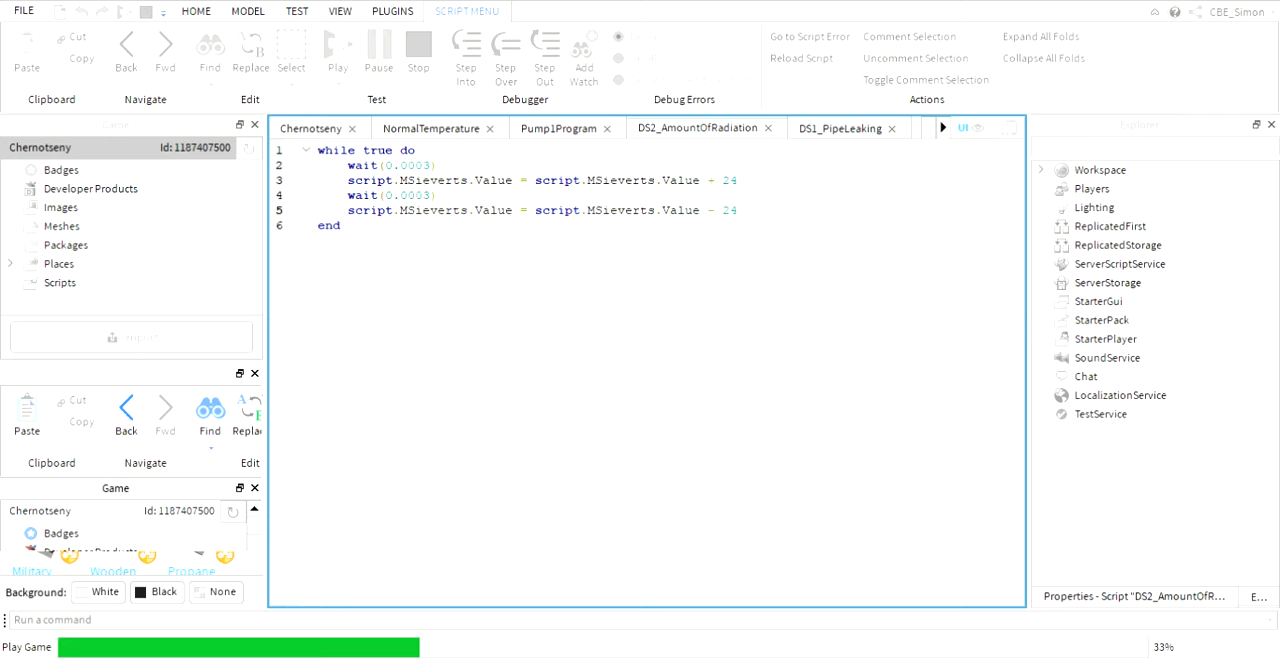 FILE HOME MODEL TEST VIEW PLUGINS SCRIPT MENU CBE_Simon
Paste Cut Copy Back Fwd Find Replace Select Play Pause Stop Step Into Step Over Step Out Add Watch
Go to Script Error Comment Selection Expand All Folds
Reload Script Uncomment Selection Collapse All Folds
Toggle Comment Selection
Clipboard Navigate Edit Test Debugger Debug Errors Actions
Game
Chernotseny Id: 1187407500
Badges
Developer Products
Images
Meshes
Packages
Places
Scripts
Import
Paste Cut Copy Back Fwd Find Replac
Clipboard Navigate Edit
Game
Chernotseny Id: 1187407500
Badges
Developer Products
Military Wooden Propane
Background: White Black None
Chernotseny NormalTemperature Pump1Program DS2_AmountOfRadiation DS1_PipeLeaking UI
1 while true do
2 wait(0.0003)
3 script.MSieverts.Value = script.MSieverts.Value + 24
4 wait(0.0003)
5 script.MSieverts.Value = script.MSieverts.Value - 24
6 end
Explorer
Workspace
Players
Lighting
ReplicatedFirst
ReplicatedStorage
ServerScriptService
ServerStorage
StarterGui
StarterPack
StarterPlayer
SoundService
Chat
LocalizationService
TestService
Properties - Script "DS2_AmountOfR... E...
Run a command
Play Game 33%